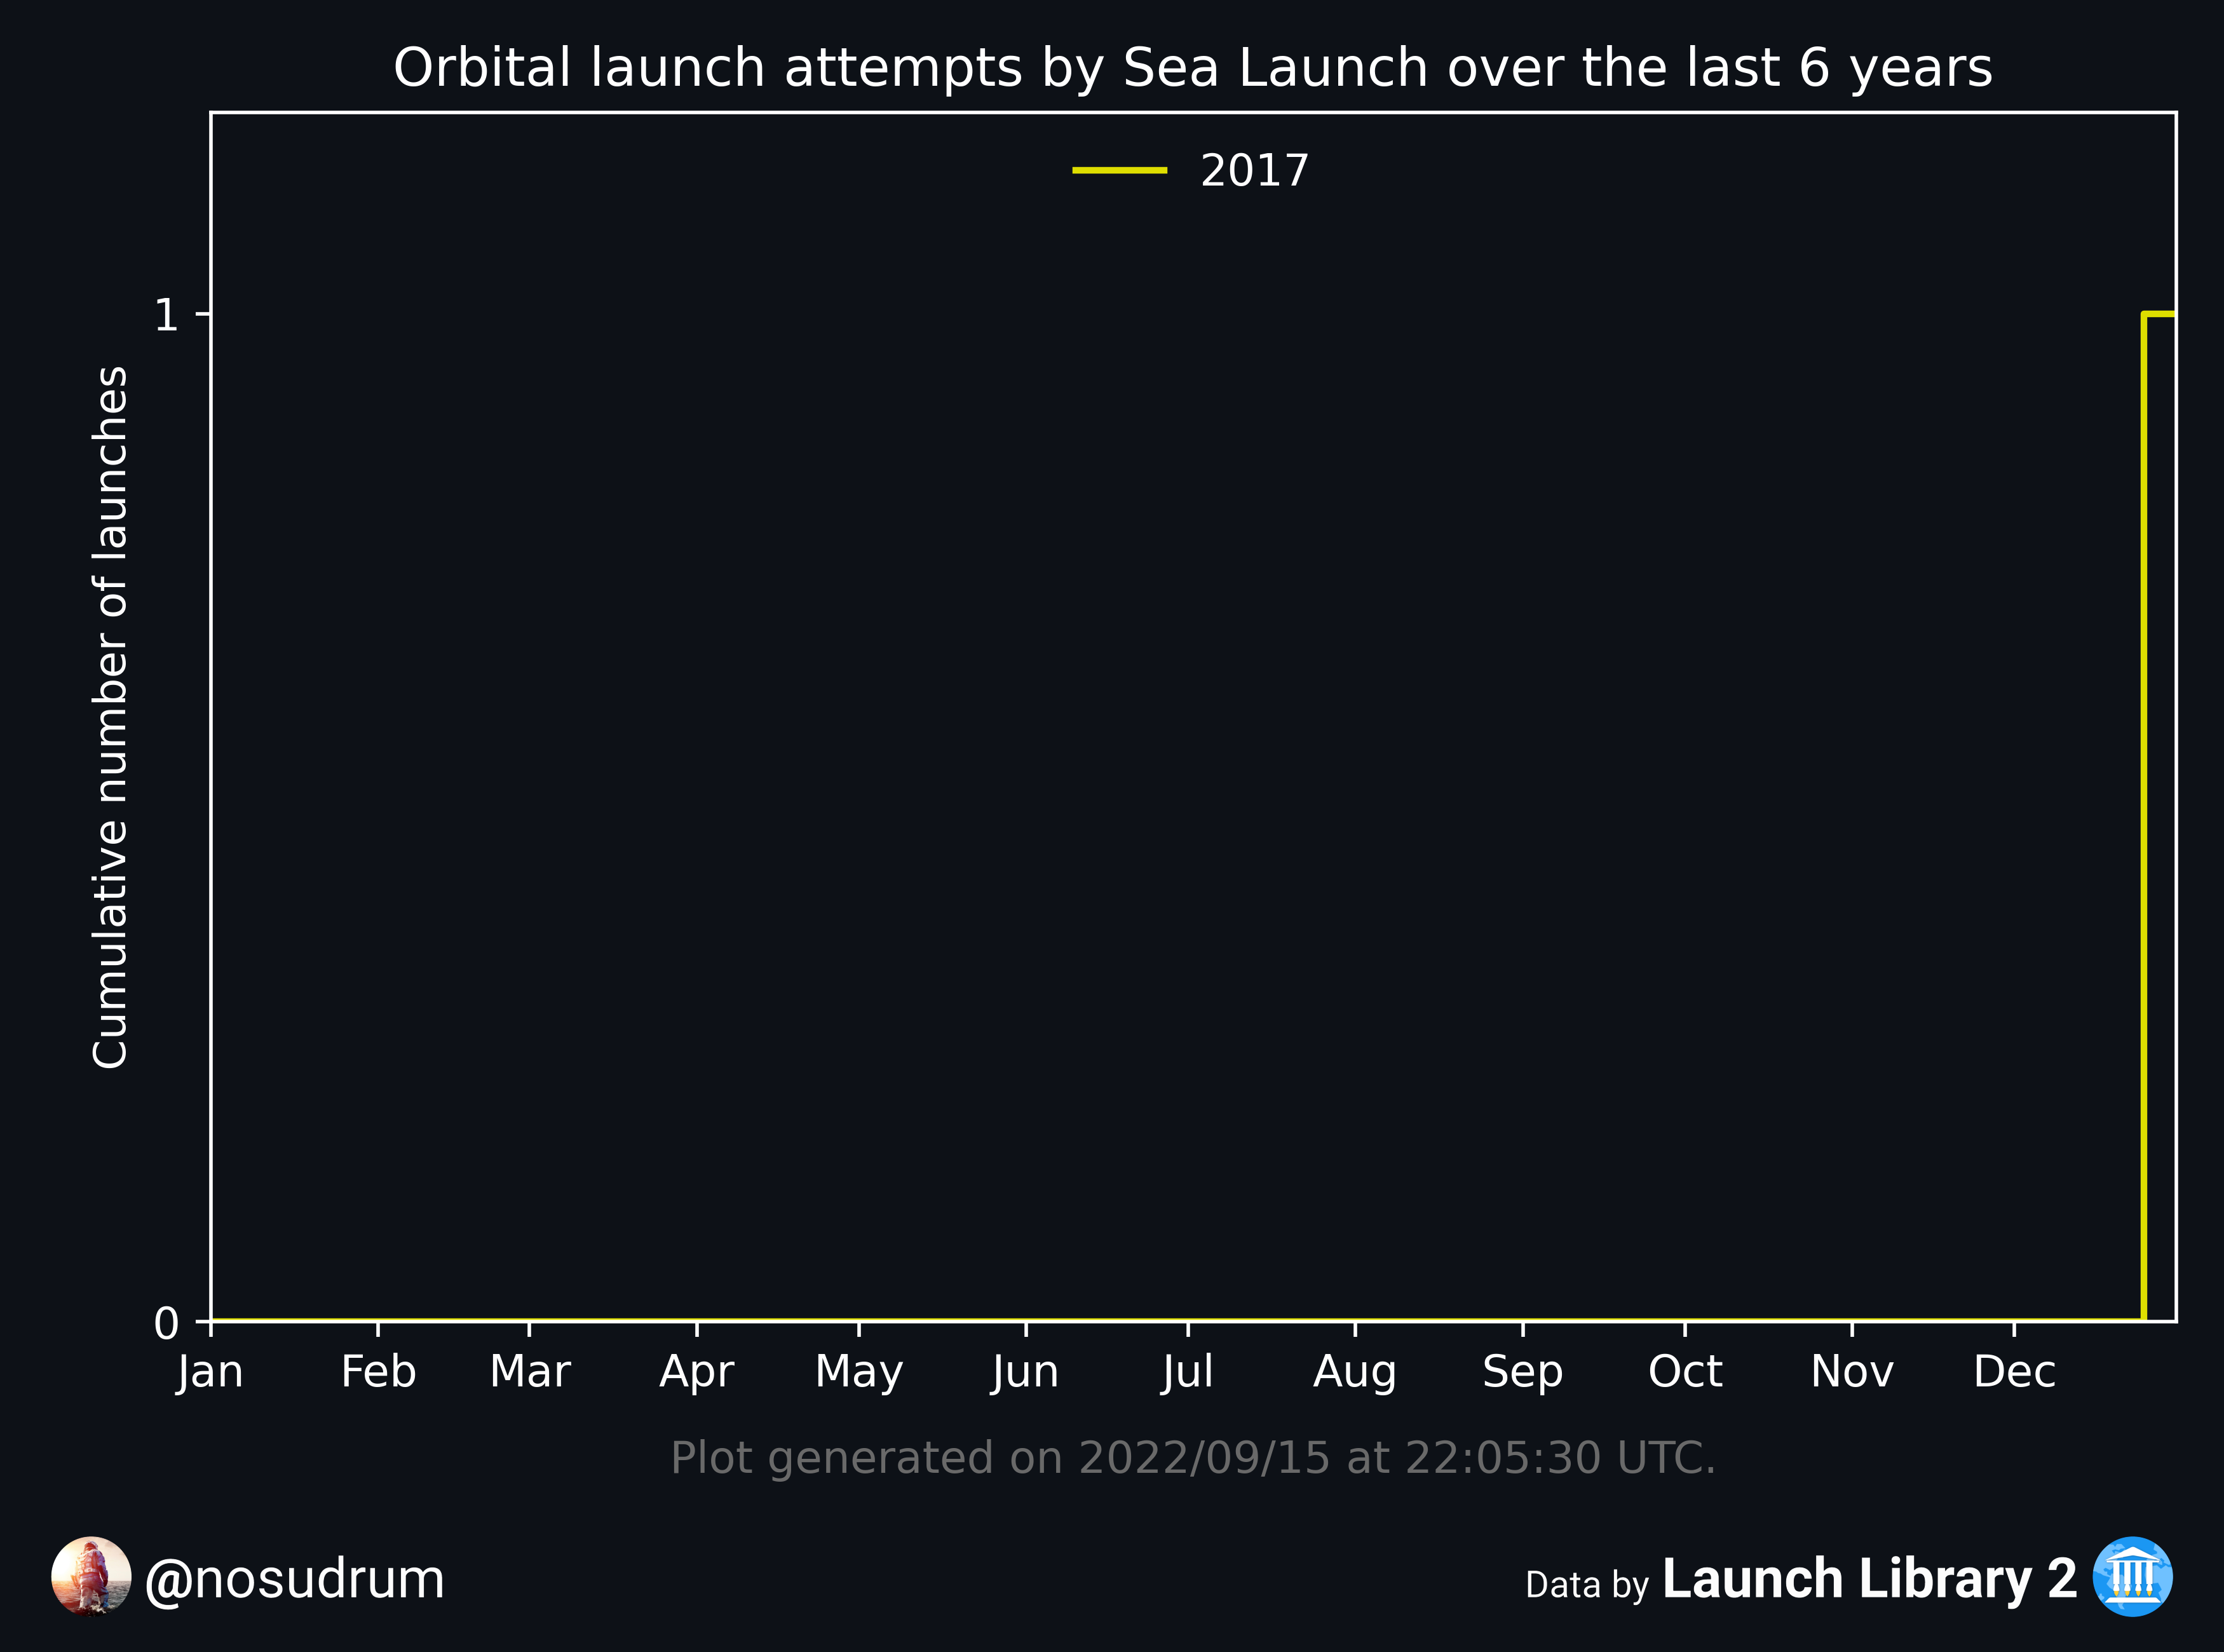 Orbital launch attempts by Sea Launch over the last 6 years
2017
1
0
Cumulative number of launches
Jan Feb Mar Apr May Jun Jul Aug Sep Oct Nov Dec
Plot generated on 2022/09/15 at 22:05:30 UTC.
@nosudrum
Data by Launch Library 2